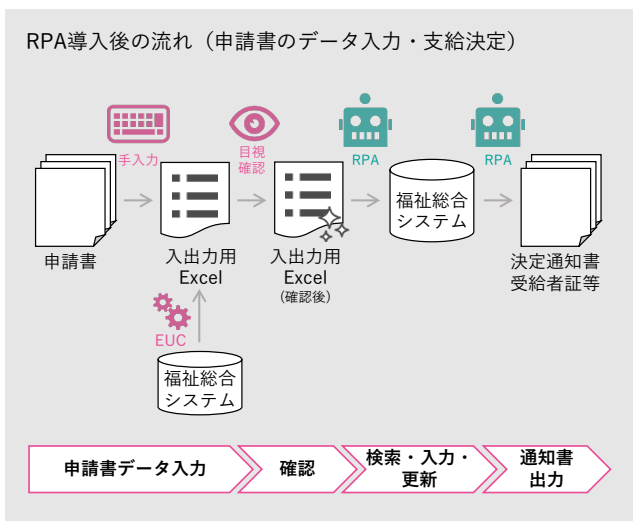 RPA導入後の流れ（申請書のデータ入力・支給決定）
手入力
目視
確認
RPA
RPA
福祉総合
システム
申請書
入出力用
Excel
入出力用
Excel
(確認後)
決定通知書
受給者証等
EUC
福祉総合
システム
申請書データ入力
確認
検索・入力・
更新
通知書
出力